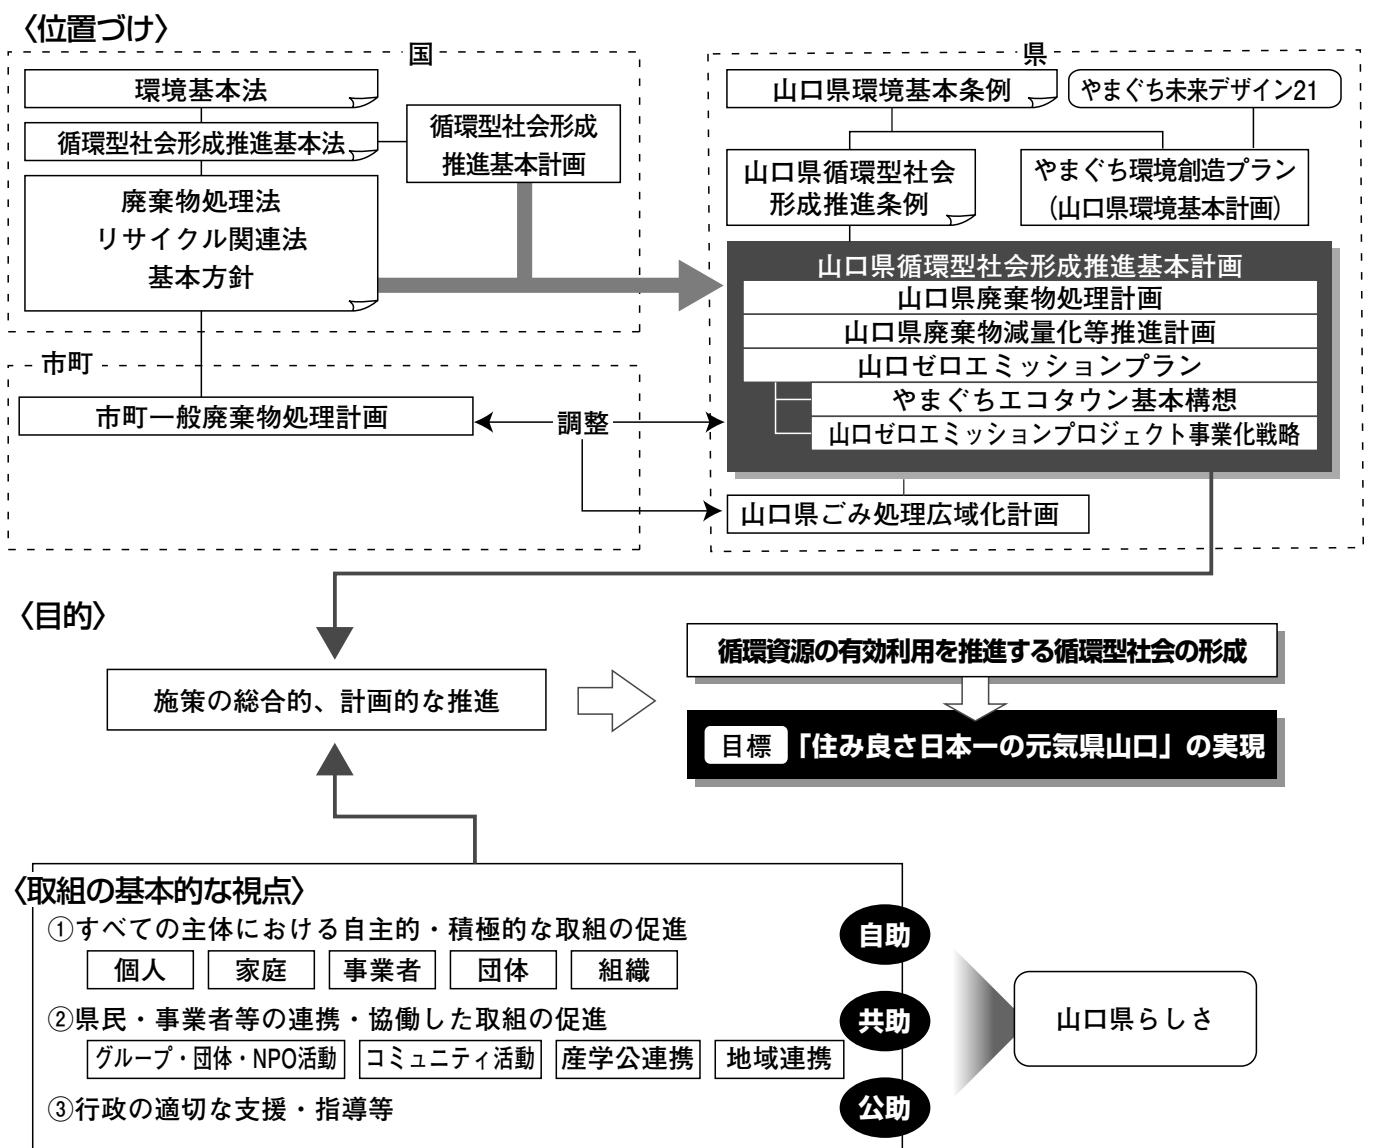 〈位置づけ〉
国
環境基本法
循環型社会形成推進基本法
循環型社会形成
推進基本計画
廃棄物処理法
リサイクル関連法
基本方針
市町
市町一般廃棄物処理計画
調整
県
山口県環境基本条例
やまぐち未来デザイン21
山口県循環型社会
形成推進条例
やまぐち環境創造プラン
（山口県環境基本計画）
山口県循環型社会形成推進基本計画
山口県廃棄物処理計画
山口県廃棄物減量化等推進計画
山口ゼロエミッションプラン
やまぐちエコタウン基本構想
山口ゼロエミッションプロジェクト事業化戦略
山口県ごみ処理広域化計画
〈目的〉
施策の総合的、計画的な推進
循環資源の有効利用を推進する循環型社会の形成
目標 「住み良さ日本一の元気県山口」の実現
〈取組の基本的な視点〉
①すべての主体における自主的・積極的な取組の促進
個人 家庭 事業者 団体 組織
自助
②県民・事業者等の連携・協働した取組の促進
グループ・団体・NPO活動 コミュニティ活動 産学公連携 地域連携
共助
③行政の適切な支援・指導等
公助
山口県らしさ